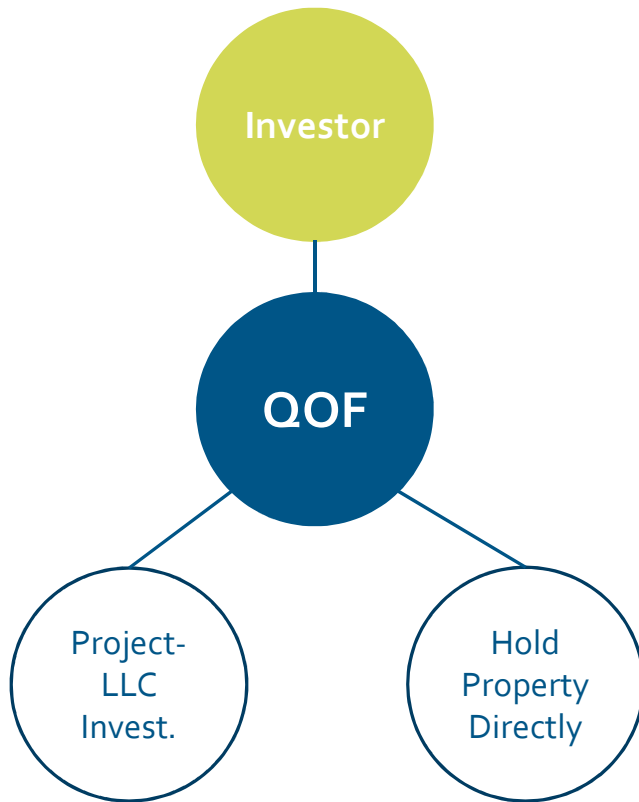 Investor
QOF
Project-
LLC
Invest.
Hold
Property
Directly